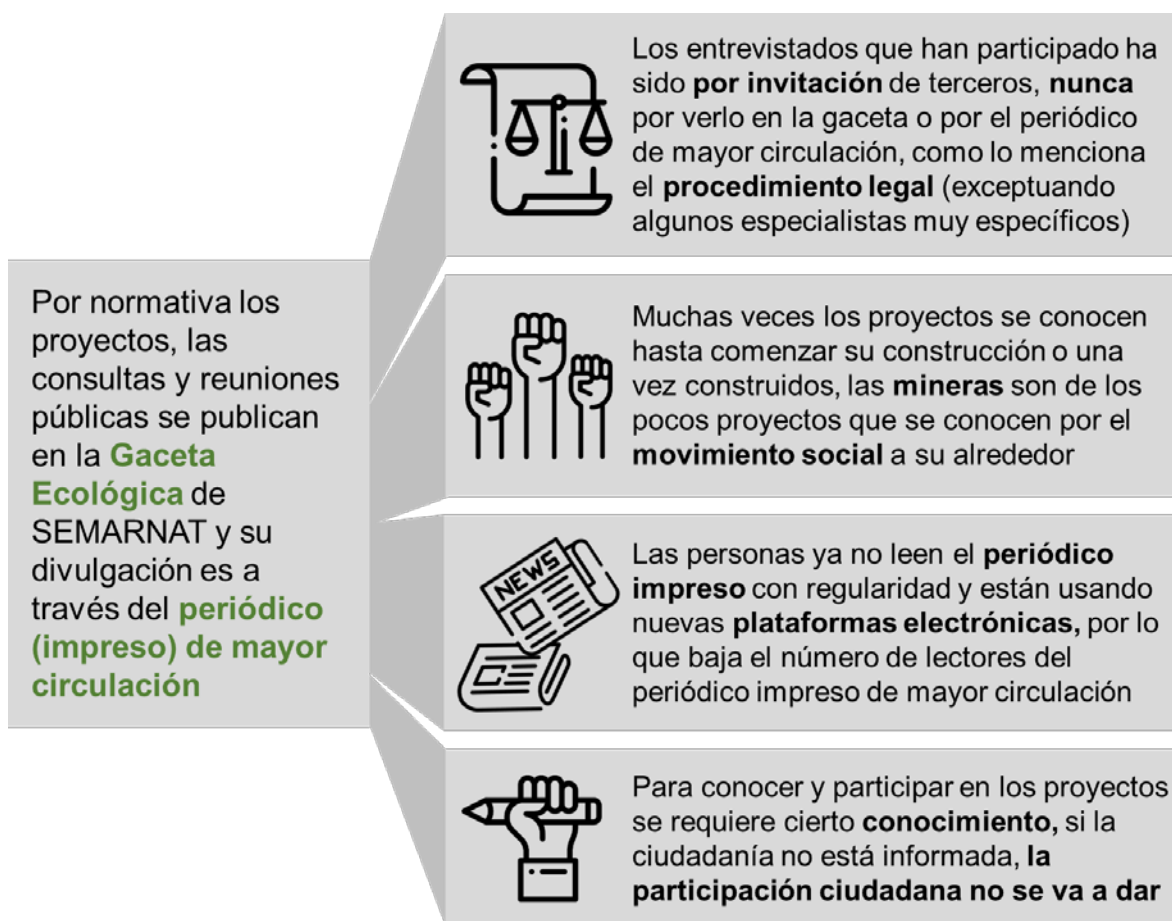 Por normativa los
proyectos, las
consultas y reuniones
públicas se publican
en la Gaceta
Ecológica de
SEMARNAT y su
divulgación es a
través del periódico
(impreso) de mayor
circulación
Los entrevistados que han participado ha
sido por invitación de terceros, nunca
por verlo en la gaceta o por el periódico
de mayor circulación, como lo menciona
el procedimiento legal (exceptuando
algunos especialistas muy específicos)
Muchas veces los proyectos se conocen
hasta comenzar su construcción o una
vez construidos, las mineras son de los
pocos proyectos que se conocen por el
movimiento social a su alrededor
NEWS
Las personas ya no leen el periódico
impreso con regularidad y están usando
nuevas plataformas electrónicas, por lo
que baja el número de lectores del
periódico impreso de mayor circulación
Para conocer y participar en los proyectos
se requiere cierto conocimiento, si la
ciudadanía no está informada, la
participación ciudadana no se va a dar